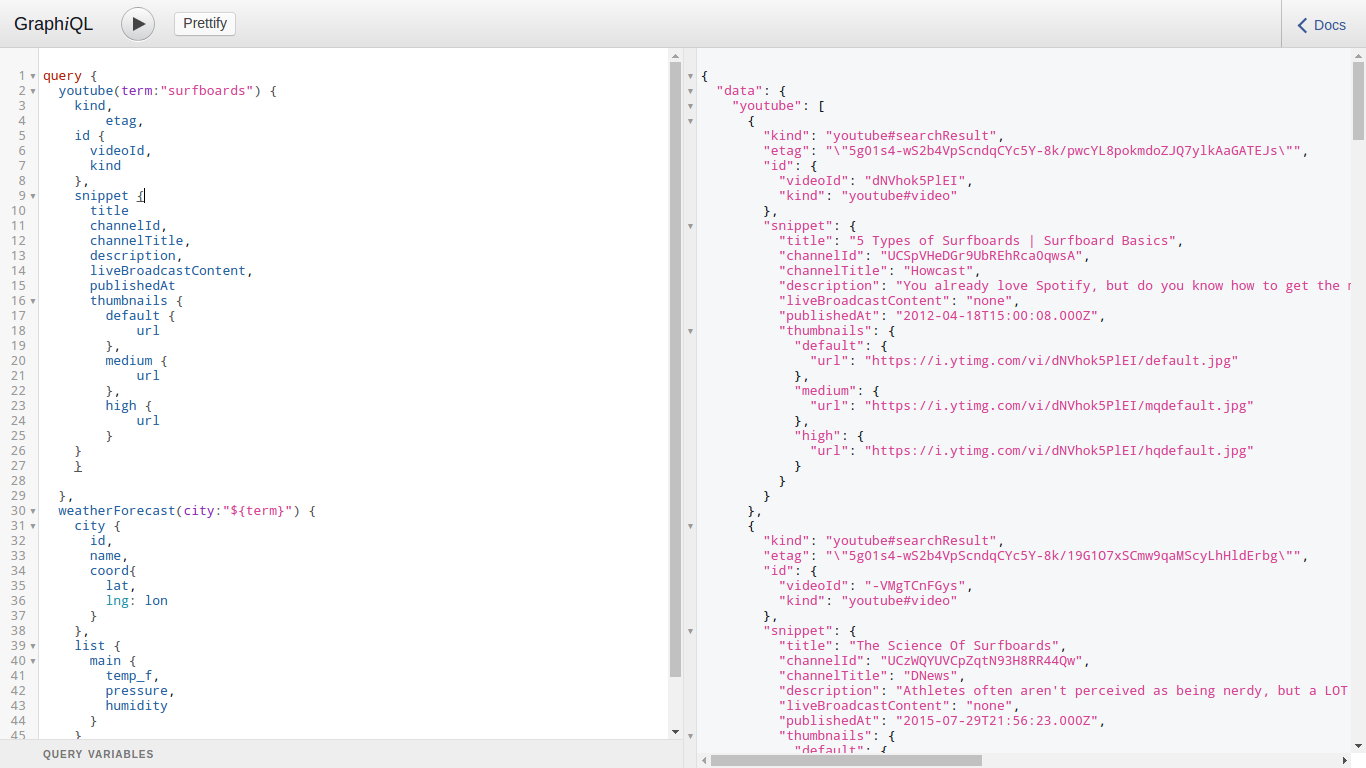 GraphiQL
Prettify
Docs
1 query {
2 youtube(term:"surfboards") {
3 kind,
4 etag,
5 id {
6 videoId,
7 kind
8 },
9 snippet {
10 title
11 channelId,
12 channelTitle,
13 description,
14 liveBroadcastContent,
15 publishedAt
16 thumbnails {
17 default {
18 url
19 },
20 medium {
21 url
22 },
23 high {
24 url
25 }
26 }
27 }
28
29 },
30 weatherForecast(city:"${term}") {
31 city {
32 id,
33 name,
34 coord{
35 lat,
36 lng: lon
37 }
38 },
39 list {
40 main {
41 temp_f,
42 pressure,
43 humidity
44 }
45 }
QUERY VARIABLES
{
"data": {
"youtube": [
{
"kind": "youtube#searchResult",
"etag": "\"5g01s4-wS2b4VpScndqCYc5Y-8k/pwcYL8pokmdoZJQ7ylkAaGATEJs\"",
"id": {
"videoId": "dNVhok5PlEI",
"kind": "youtube#video"
},
"snippet": {
"title": "5 Types of Surfboards | Surfboard Basics",
"channelId": "UCSpVHeDGr9UbREhRca0qwsA",
"channelTitle": "Howcast",
"description": "You already love Spotify, but do you know how to get the
"liveBroadcastContent": "none",
"publishedAt": "2012-04-18T15:00:08.000Z",
"thumbnails": {
"default": {
"url": "https://i.ytimg.com/vi/dNVhok5PlEI/default.jpg"
},
"medium": {
"url": "https://i.ytimg.com/vi/dNVhok5PlEI/mqdefault.jpg"
},
"high": {
"url": "https://i.ytimg.com/vi/dNVhok5PlEI/hqdefault.jpg"
}
}
}
},
{
"kind": "youtube#searchResult",
"etag": "\"5g01s4-wS2b4VpScndqCYc5Y-8k/19G1O7xSCmw9qaMScyLhHldErbg\"",
"id": {
"videoId": "-VMgTCnFGys",
"kind": "youtube#video"
},
"snippet": {
"title": "The Science Of Surfboards",
"channelId": "UCzWQYUVCpZqtN93H8RR44Qw",
"channelTitle": "DNews",
"description": "Athletes often aren't perceived as being nerdy, but a LOT
"liveBroadcastContent": "none",
"publishedAt": "2015-07-29T21:56:23.000Z",
"thumbnails": {
"default": {